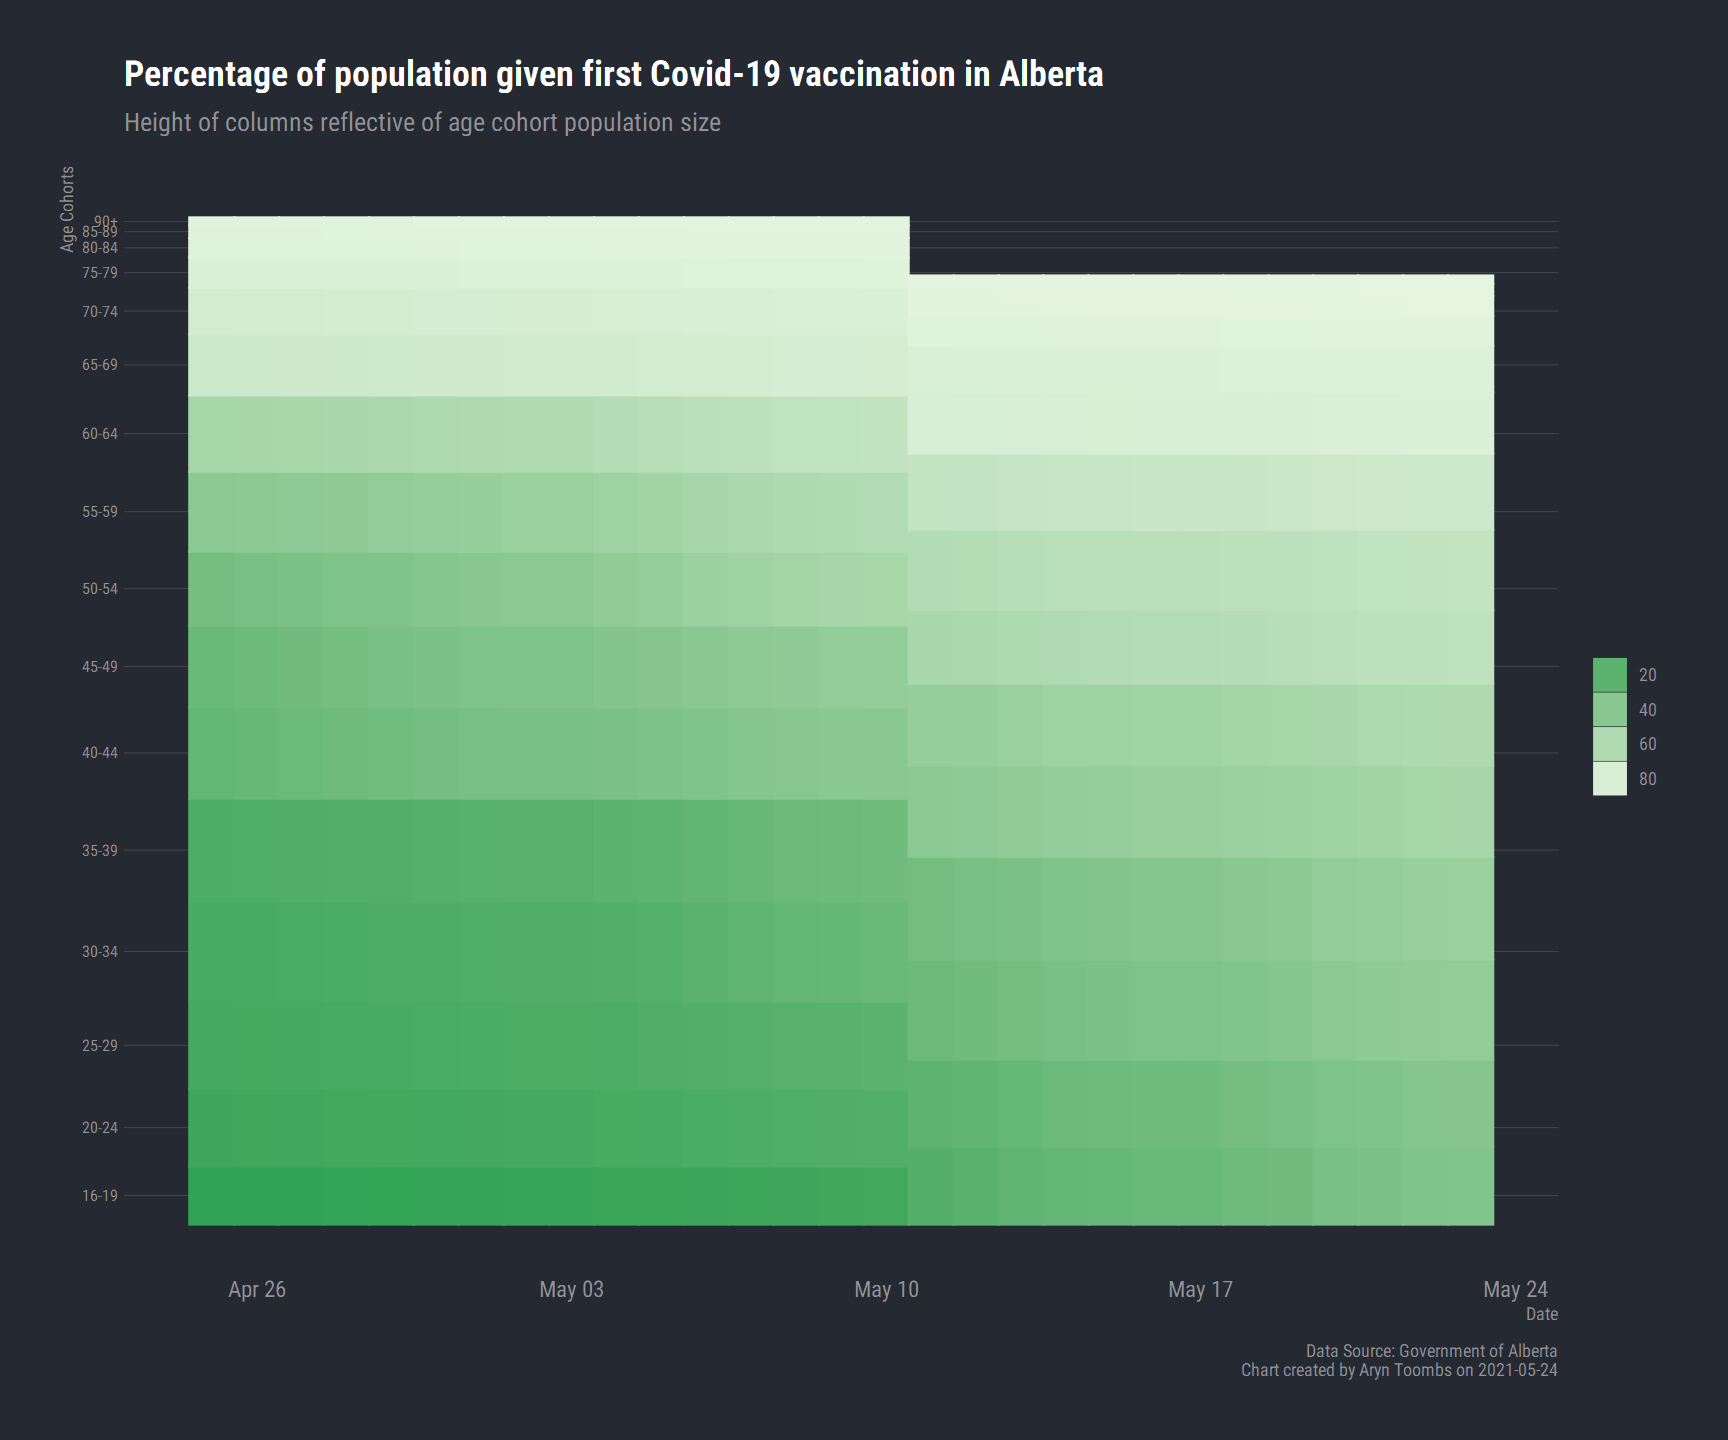 Percentage of population given first Covid-19 vaccination in Alberta
Height of columns reflective of age cohort population size
Age Cohorts
90+
85-89
80-84
75-79
70-74
65-69
60-64
55-59
50-54
45-49
40-44
35-39
30-34
25-29
20-24
16-19
20
40
60
80
Apr 26
May 03
May 10
May 17
May 24
Date
Data Source: Government of Alberta
Chart created by Aryn Toombs on 2021-05-24